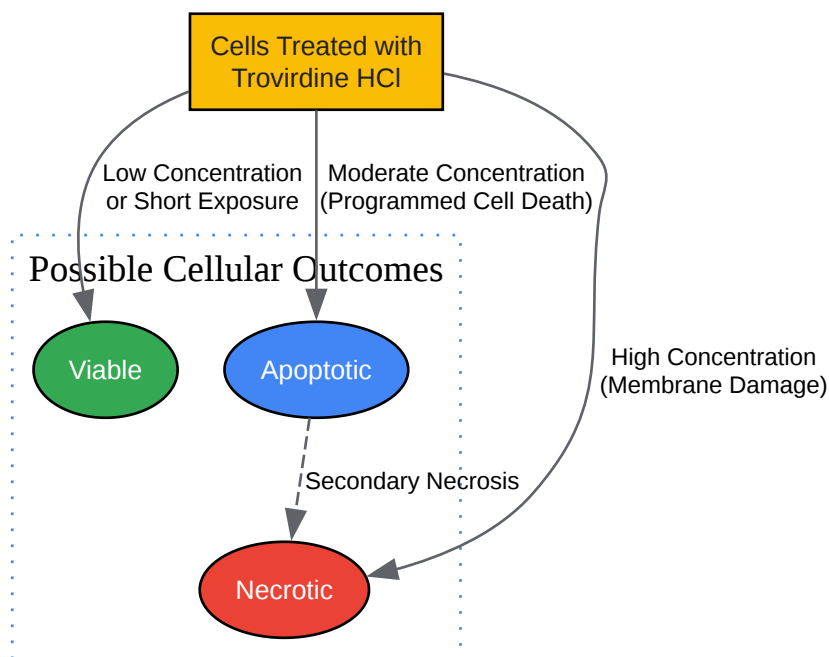 Cells Treated with
Trovirdine HCl
Low Concentration
or Short Exposure
Moderate Concentration
(Programmed Cell Death)
Possible Cellular Outcomes
Viable
Apoptotic
High Concentration
(Membrane Damage)
Secondary Necrosis
Necrotic